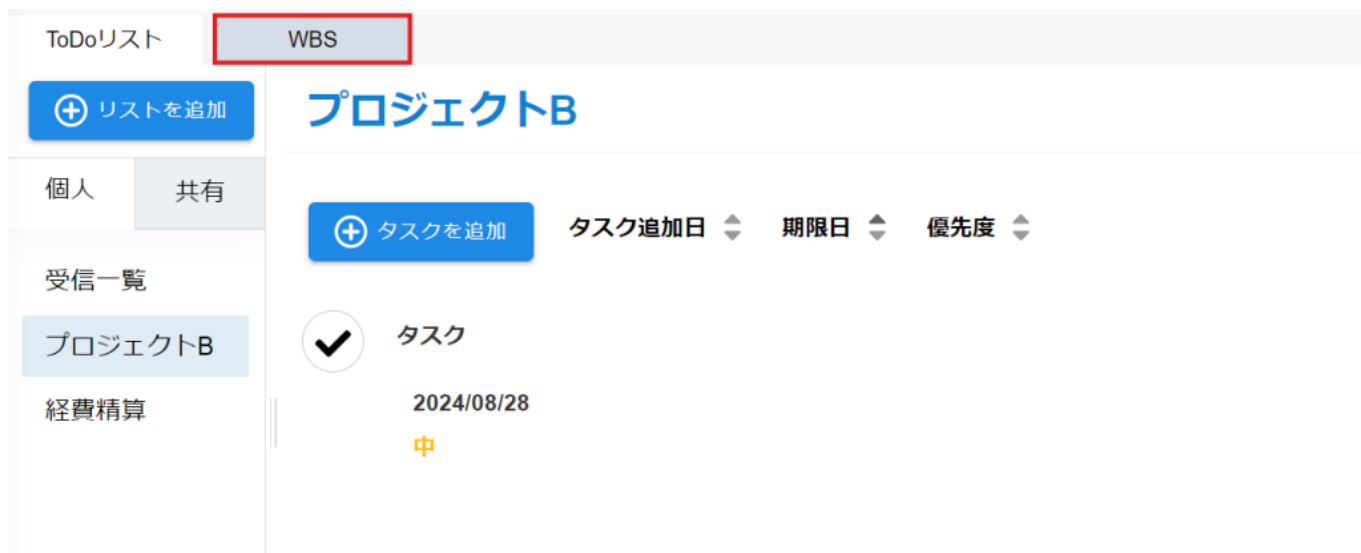 ToDoリスト WBS
リストを追加
プロジェクトB
個人 共有
タスクを追加 タスク追加日 期限日 優先度
受信一覧
プロジェクトB
経費精算
タスク
2024/08/28
中